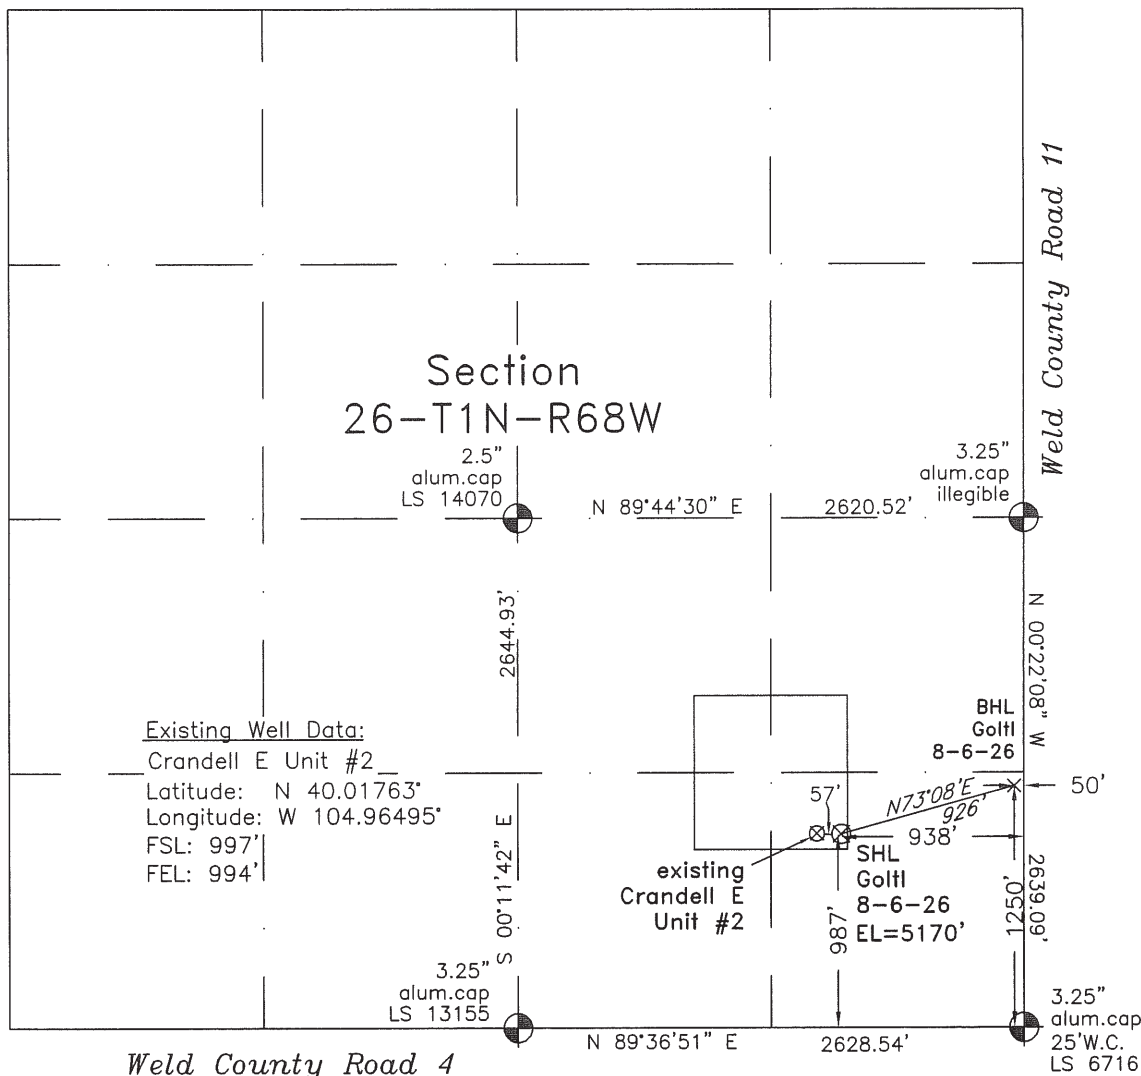 Weld County Road 11
Section
26-T1N-R68W
2.5"
alum.cap
LS 14070
3.25"
alum.cap
illegible
N 89°44'30" E
2620.52'
2644.93'
S 00°11'42" E
N 00°22'08" W
2639.09'
Existing Well Data:
Crandell E Unit #2
Latitude: N 40.01763°
Longitude: W 104.96495°
FSL: 997'
FEL: 994'
BHL
Goltl
8-6-26
50'
57'
N73°08'E
926'
938'
existing
Crandell E
Unit #2
SHL
Goltl
8-6-26
EL=5170'
987'
1250'
3.25"
alum.cap
LS 13155
N 89°36'51" E
2628.54'
3.25"
alum.cap
25'W.C.
LS 6716
Weld County Road 4